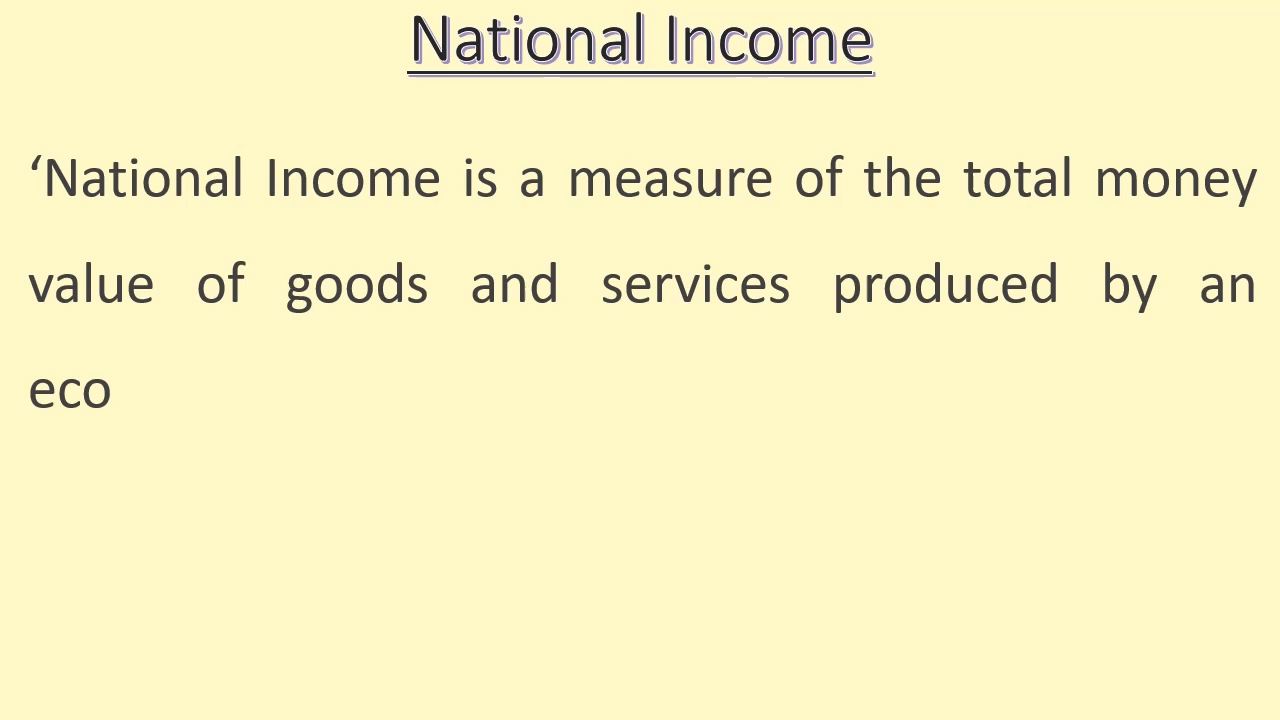 National Income
‘National Income is a measure of the total money
value of goods and services produced by an
eco